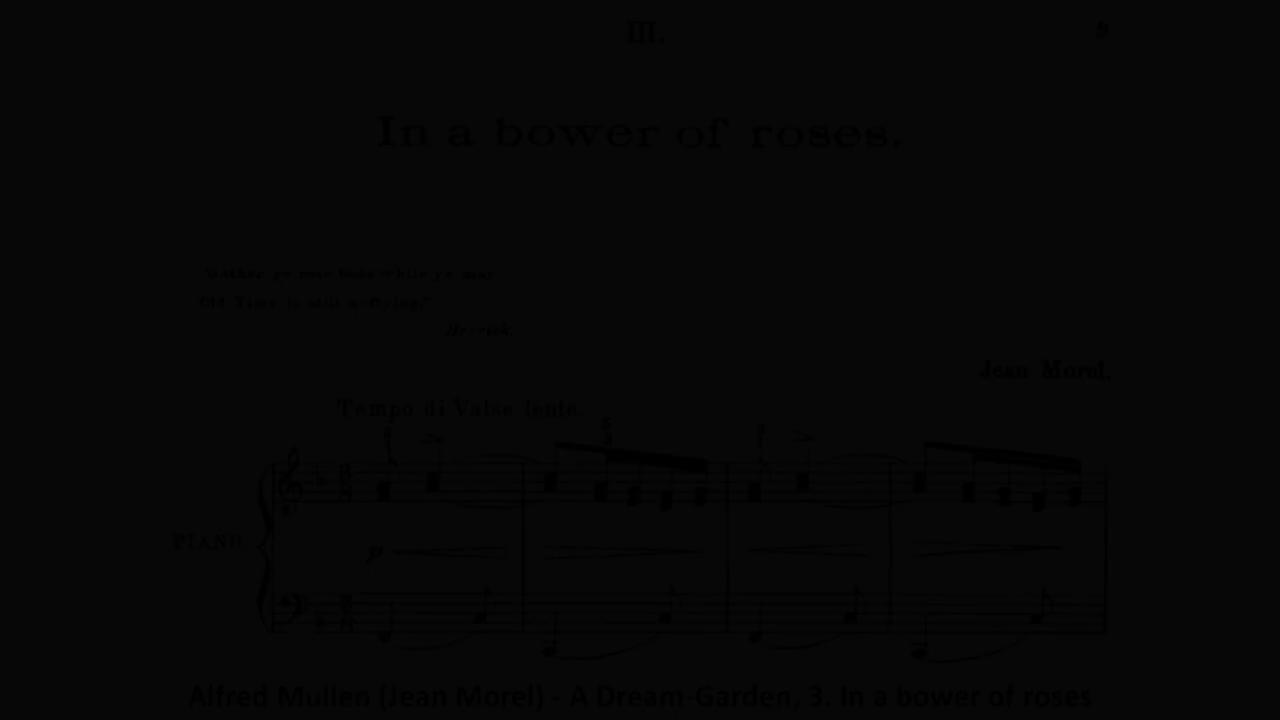 III.
9
In a bower of roses.
"Gather ye rose buds while ye may
Old Time is still a-flying."
Herrick.
Jean Morel.
Tempo di Valse lente.
PIANO
p
Alfred Mullen (Jean Morel) - A Dream-Garden, 3. In a bower of roses